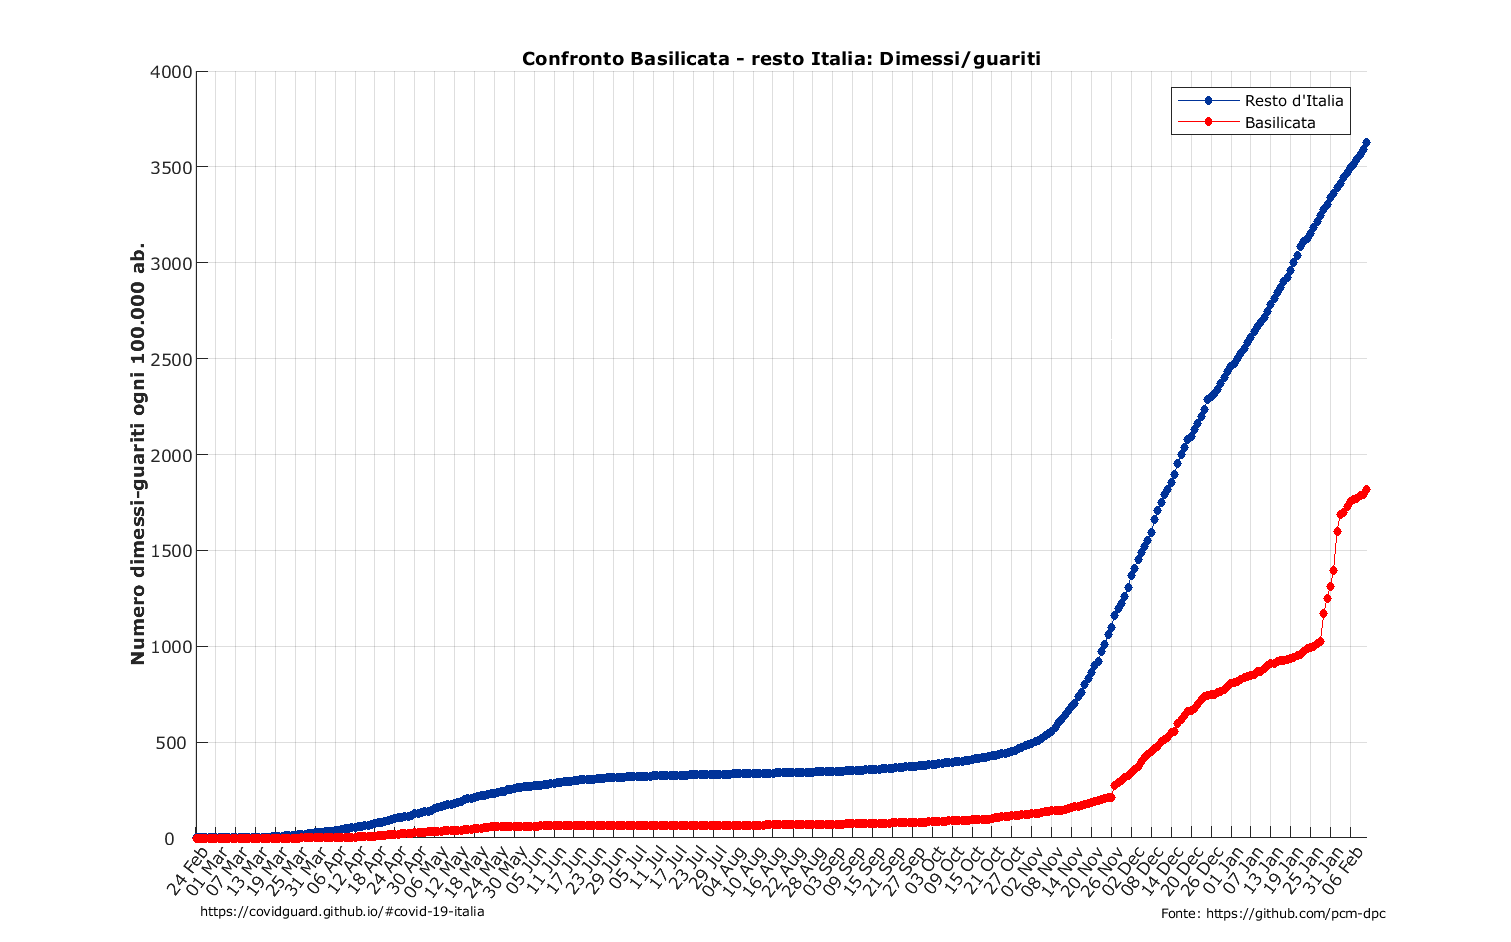 Confronto Basilicata - resto Italia: Dimessi/guariti
Resto d'Italia
Basilicata
Numero dimessi-guariti ogni 100.000 ab.
4000
3500
3000
2500
2000
1500
1000
500
0
24 Feb
01 Mar
07 Mar
13 Mar
19 Mar
25 Mar
31 Mar
06 Apr
12 Apr
18 Apr
24 Apr
30 Apr
06 May
12 May
18 May
24 May
30 May
05 Jun
11 Jun
17 Jun
23 Jun
29 Jun
05 Jul
11 Jul
17 Jul
23 Jul
29 Jul
04 Aug
10 Aug
16 Aug
22 Aug
28 Aug
03 Sep
09 Sep
15 Sep
21 Sep
27 Sep
03 Oct
09 Oct
15 Oct
21 Oct
27 Oct
02 Nov
08 Nov
14 Nov
20 Nov
26 Nov
02 Dec
08 Dec
14 Dec
20 Dec
26 Dec
01 Jan
07 Jan
13 Jan
19 Jan
25 Jan
31 Jan
06 Feb
https://covidguard.github.io/#covid-19-italia
Fonte: https://github.com/pcm-dpc